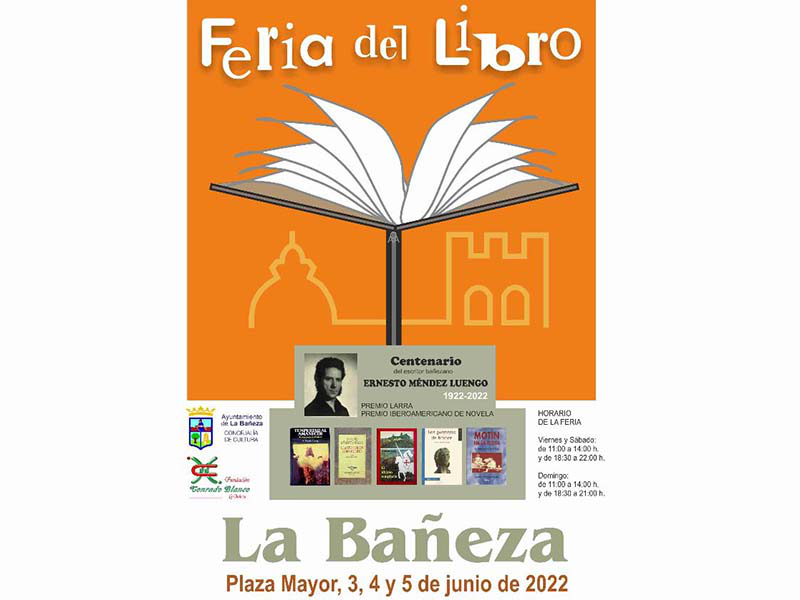 Feria del Libro
AA
Centenario
del escritor bañezano
ERNESTO MÉNDEZ LUENGO
1922-2022
PREMIO LARRA
PREMIO IBEROAMERICANO DE NOVELA
Ayuntamiento
de La Bañeza
CONCEJALÍA
DE CULTURA
Fundación
Conrado Blanco
MOTIN
HORARIO
DE LA FERIA
Viernes y Sábado:
de 11:00 a 14:00 h.
y de 18:30 a 22:00 h.
Domingo:
de 11:00 a 14:00 h.
y de 18:30 a 21:00 h.
La Bañeza
Plaza Mayor, 3, 4 y 5 de junio de 2022